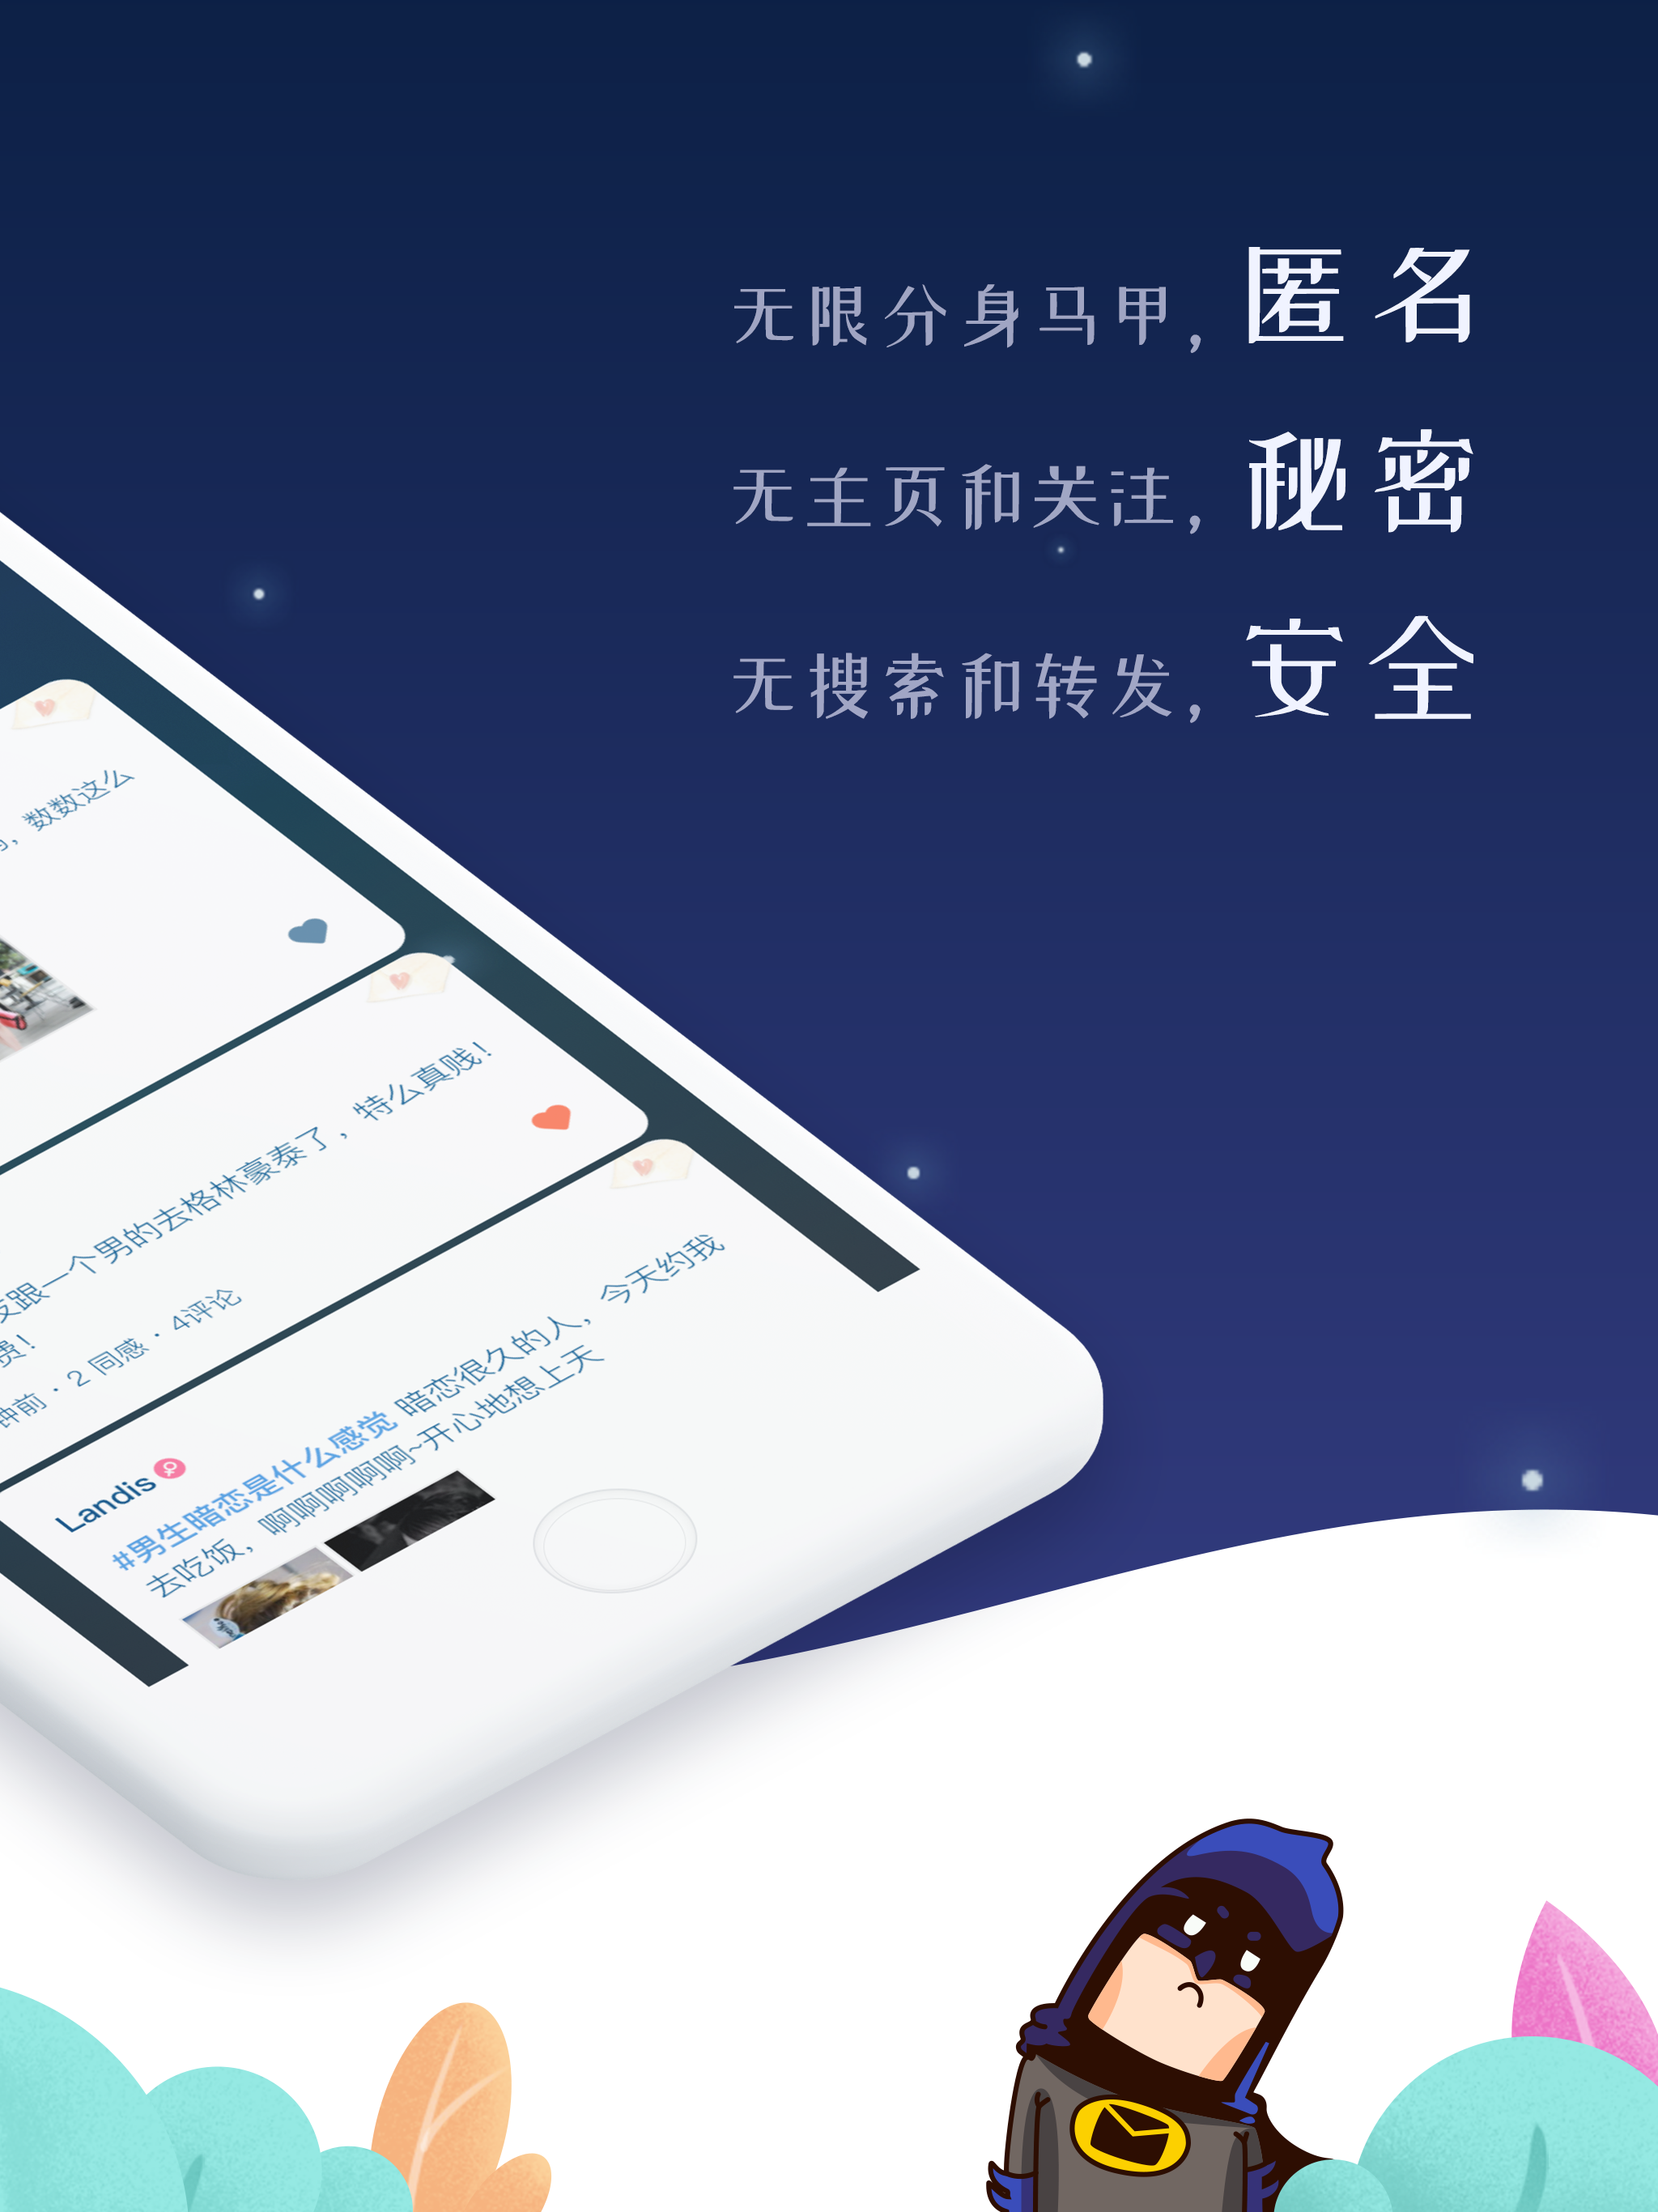 无限分身马甲，匿名
无主页和关注，秘密
无搜索和转发，安全
，数数这么
跟一个男的去格林豪泰了，特么真贱！
！
钟前 · 2 同感 · 4评论
Landis
#男生暗恋是什么感觉 暗恋很久的人，今天约我
去吃饭，啊啊啊啊啊~开心地想上天